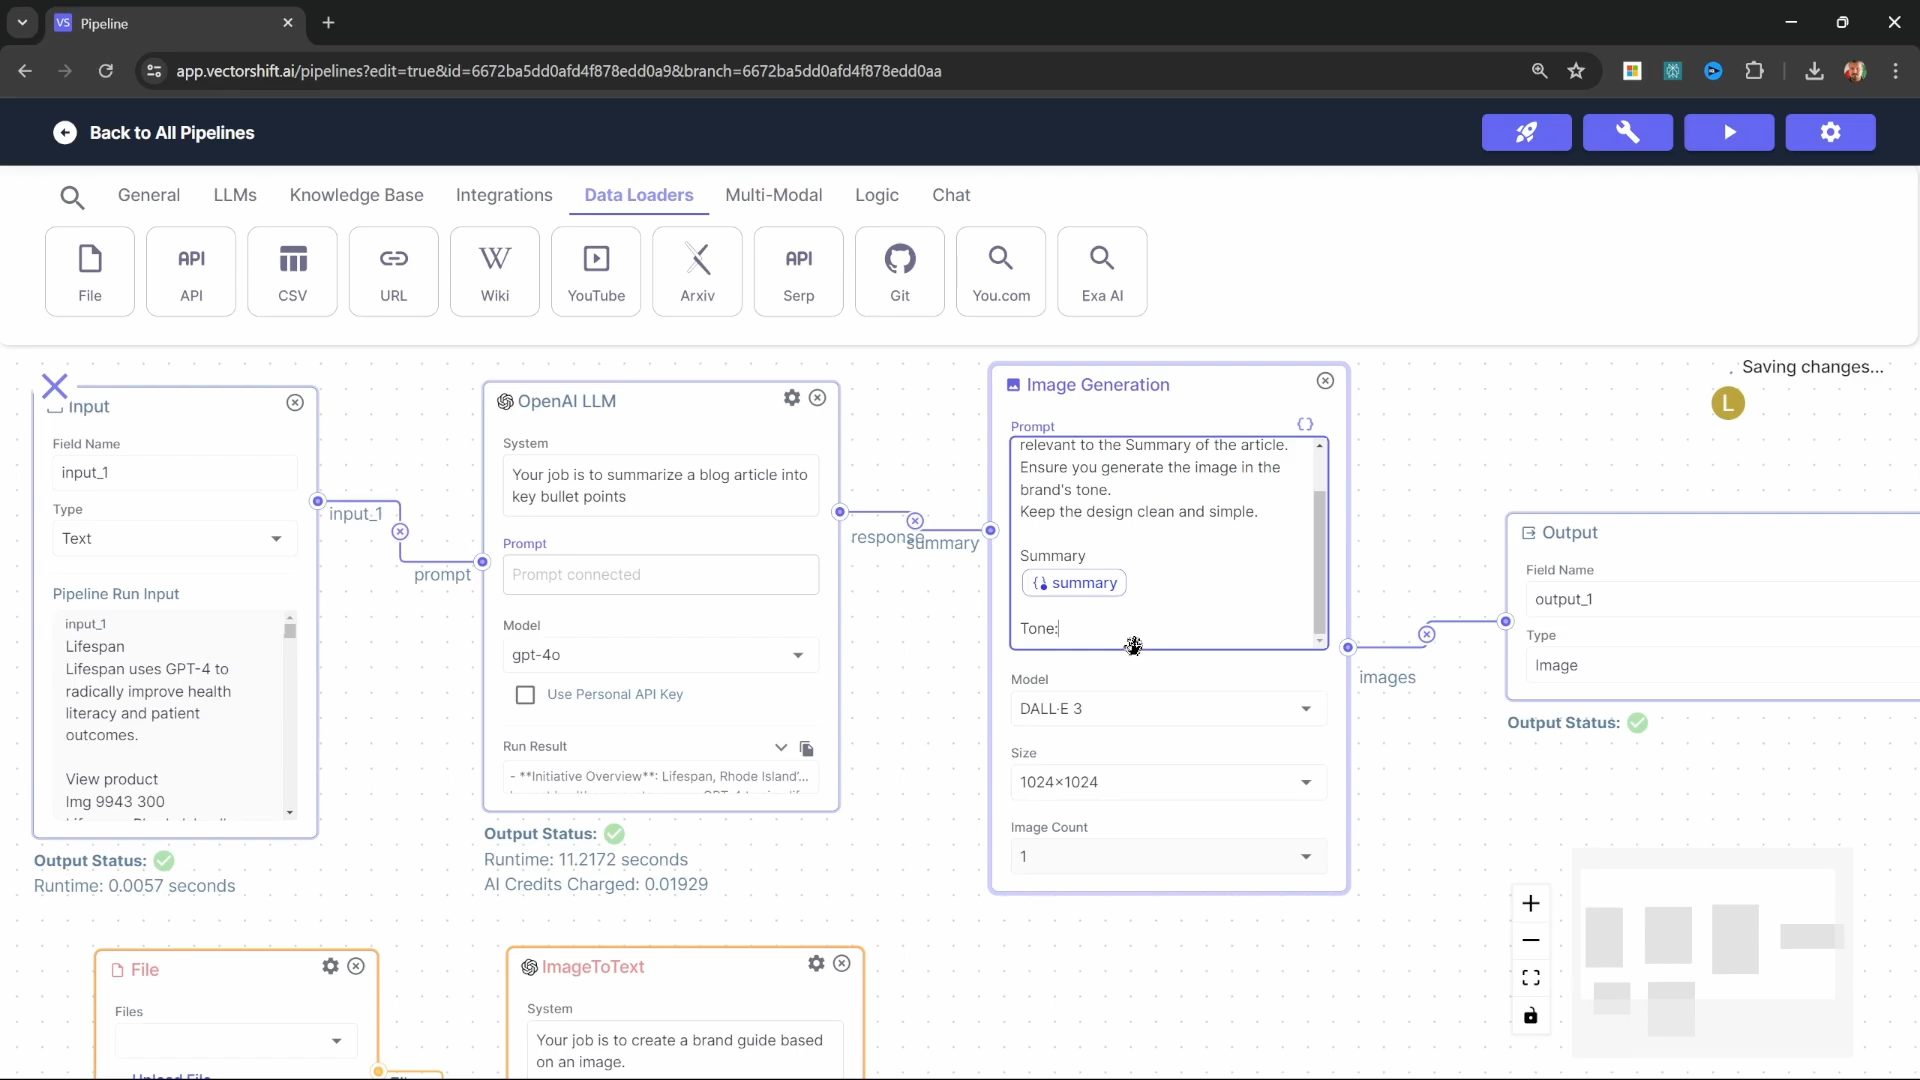 VS Pipeline
app.vectorshift.ai/pipelines?edit=true&id=6672ba5dd0afd4f878edd0a9&branch=6672ba5dd0afd4f878edd0aa
Back to All Pipelines
General LLMs Knowledge Base Integrations Data Loaders Multi-Modal Logic Chat
API W API
File API CSV URL Wiki YouTube Arxiv Serp Git You.com Exa AI
Saving changes...
L
Input
Field Name
input_1
Type
Text
Pipeline Run Input
input_1
Lifespan
Lifespan uses GPT-4 to
radically improve health
literacy and patient
outcomes.
View product
Img 9943 300
Output Status:
Runtime: 0.0057 seconds
input_1
prompt
OpenAI LLM
System
Your job is to summarize a blog article into
key bullet points
Prompt
Prompt connected
Model
gpt-4o
Use Personal API Key
Run Result
- **Initiative Overview**: Lifespan, Rhode Island'...
Output Status:
Runtime: 11.2172 seconds
AI Credits Charged: 0.01929
response
summary
Image Generation
Prompt {}
relevant to the Summary of the article.
Ensure you generate the image in the
brand's tone.
Keep the design clean and simple.
Summary
summary
Tone:
Model
DALL·E 3
Size
1024×1024
Image Count
1
images
Output
Field Name
output_1
Type
Image
Output Status:
File
Files
Upload File
ImageToText
System
Your job is to create a brand guide based
on an image.